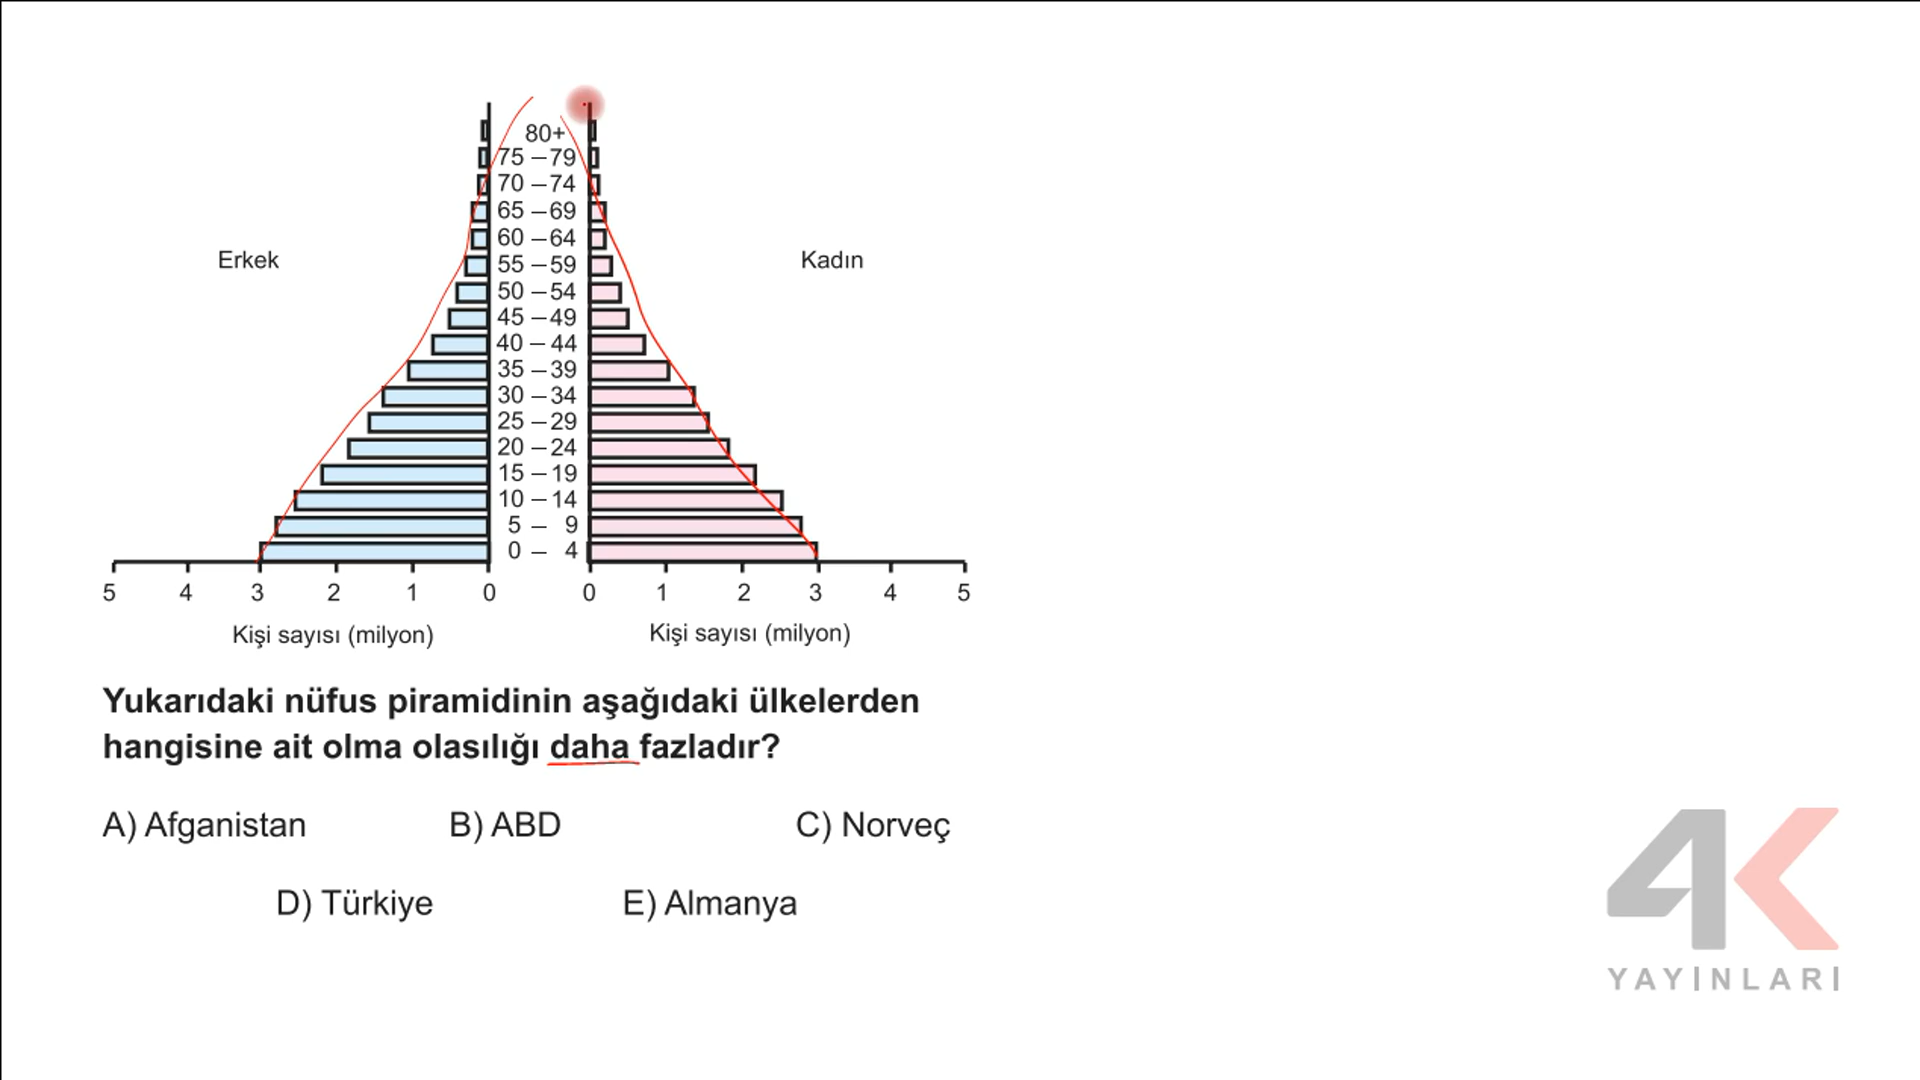 80+
75 – 79
70 – 74
65 – 69
60 – 64
Erkek
Kadın
55 – 59
50 – 54
45 – 49
40 – 44
35 – 39
30 – 34
25 – 29
20 – 24
15 – 19
10 – 14
5 – 9
0 – 4
5 4 3 2 1 0 0 1 2 3 4 5
Kişi sayısı (milyon) Kişi sayısı (milyon)
Yukarıdaki nüfus piramidinin aşağıdaki ülkelerden
hangisine ait olma olasılığı daha fazladır?
A) Afganistan B) ABD C) Norveç
D) Türkiye E) Almanya
4K
YAYINLARI